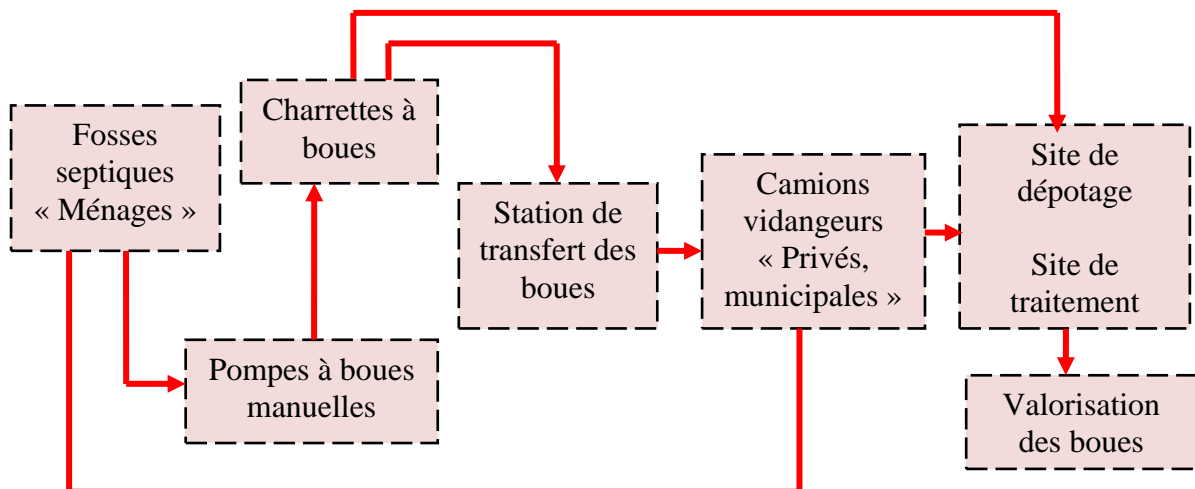 Fosses
septiques
« Ménages »
Charrettes à
boues
Pompes à boues
manuelles
Station de
transfert des
boues
Camions
vidangeurs
« Privés,
municipales »
Site de
dépotage
Site de
traitement
Valorisation
des boues